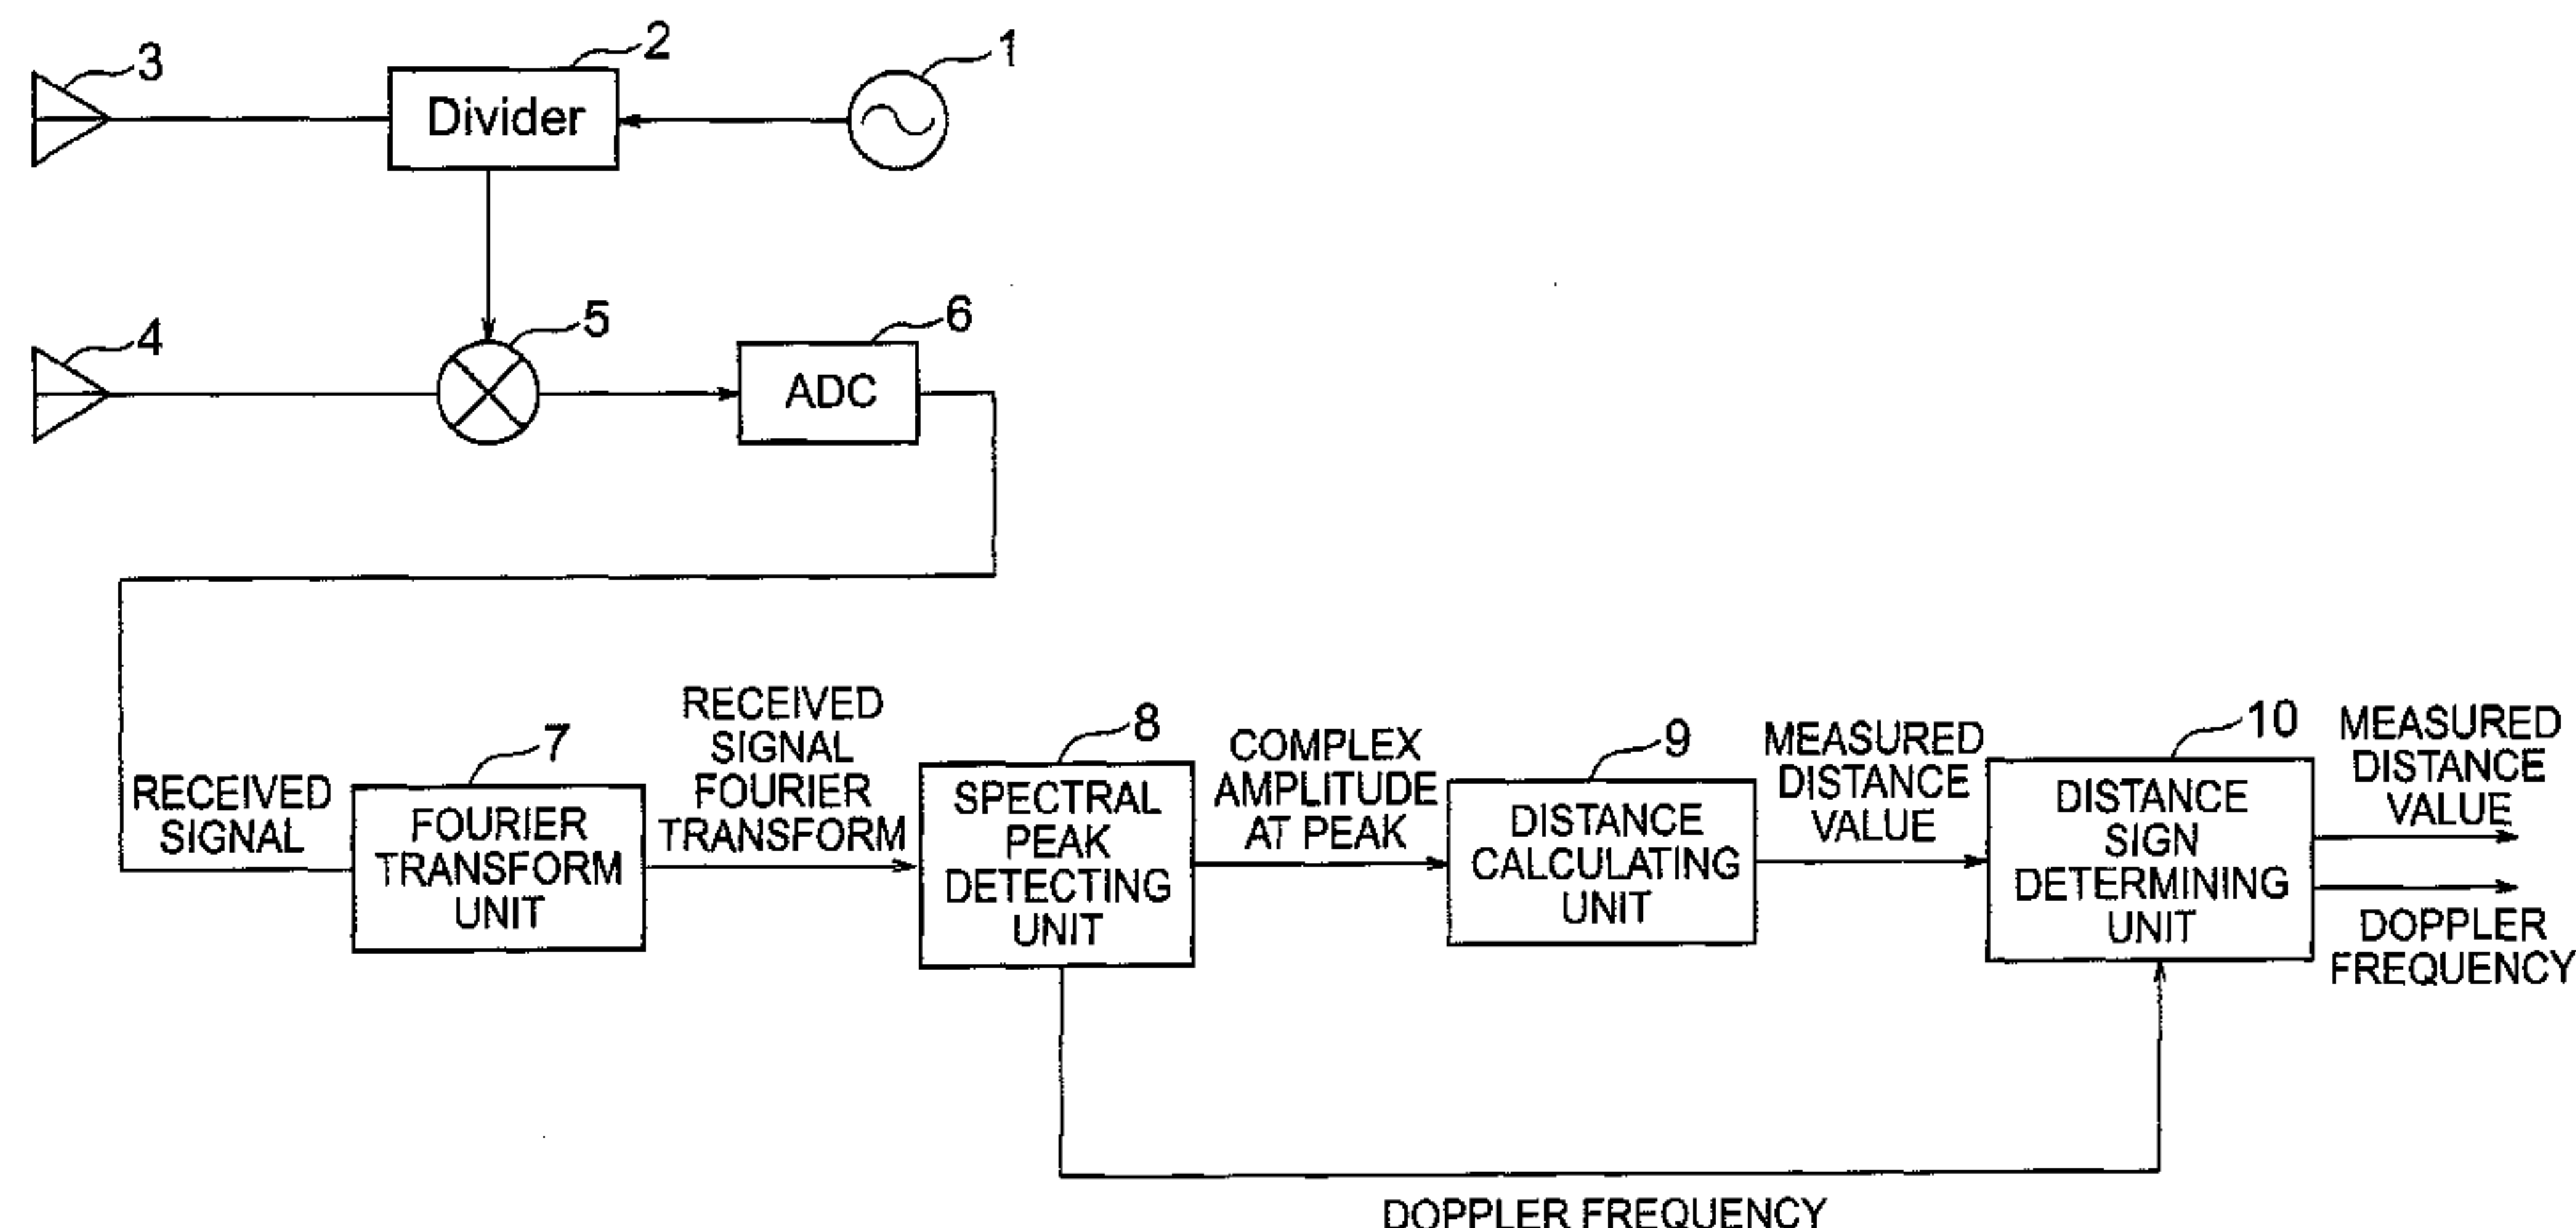 3
2
1
Divider
4
5
6
ADC
RECEIVED
SIGNAL
7
FOURIER
TRANSFORM
UNIT
RECEIVED
SIGNAL
FOURIER
TRANSFORM
8
SPECTRAL
PEAK
DETECTING
UNIT
COMPLEX
AMPLITUDE
AT PEAK
9
DISTANCE
CALCULATING
UNIT
MEASURED
DISTANCE
VALUE
10
DISTANCE
SIGN
DETERMINING
UNIT
MEASURED
DISTANCE
VALUE
DOPPLER
FREQUENCY
DOPPLER FREQUENCY